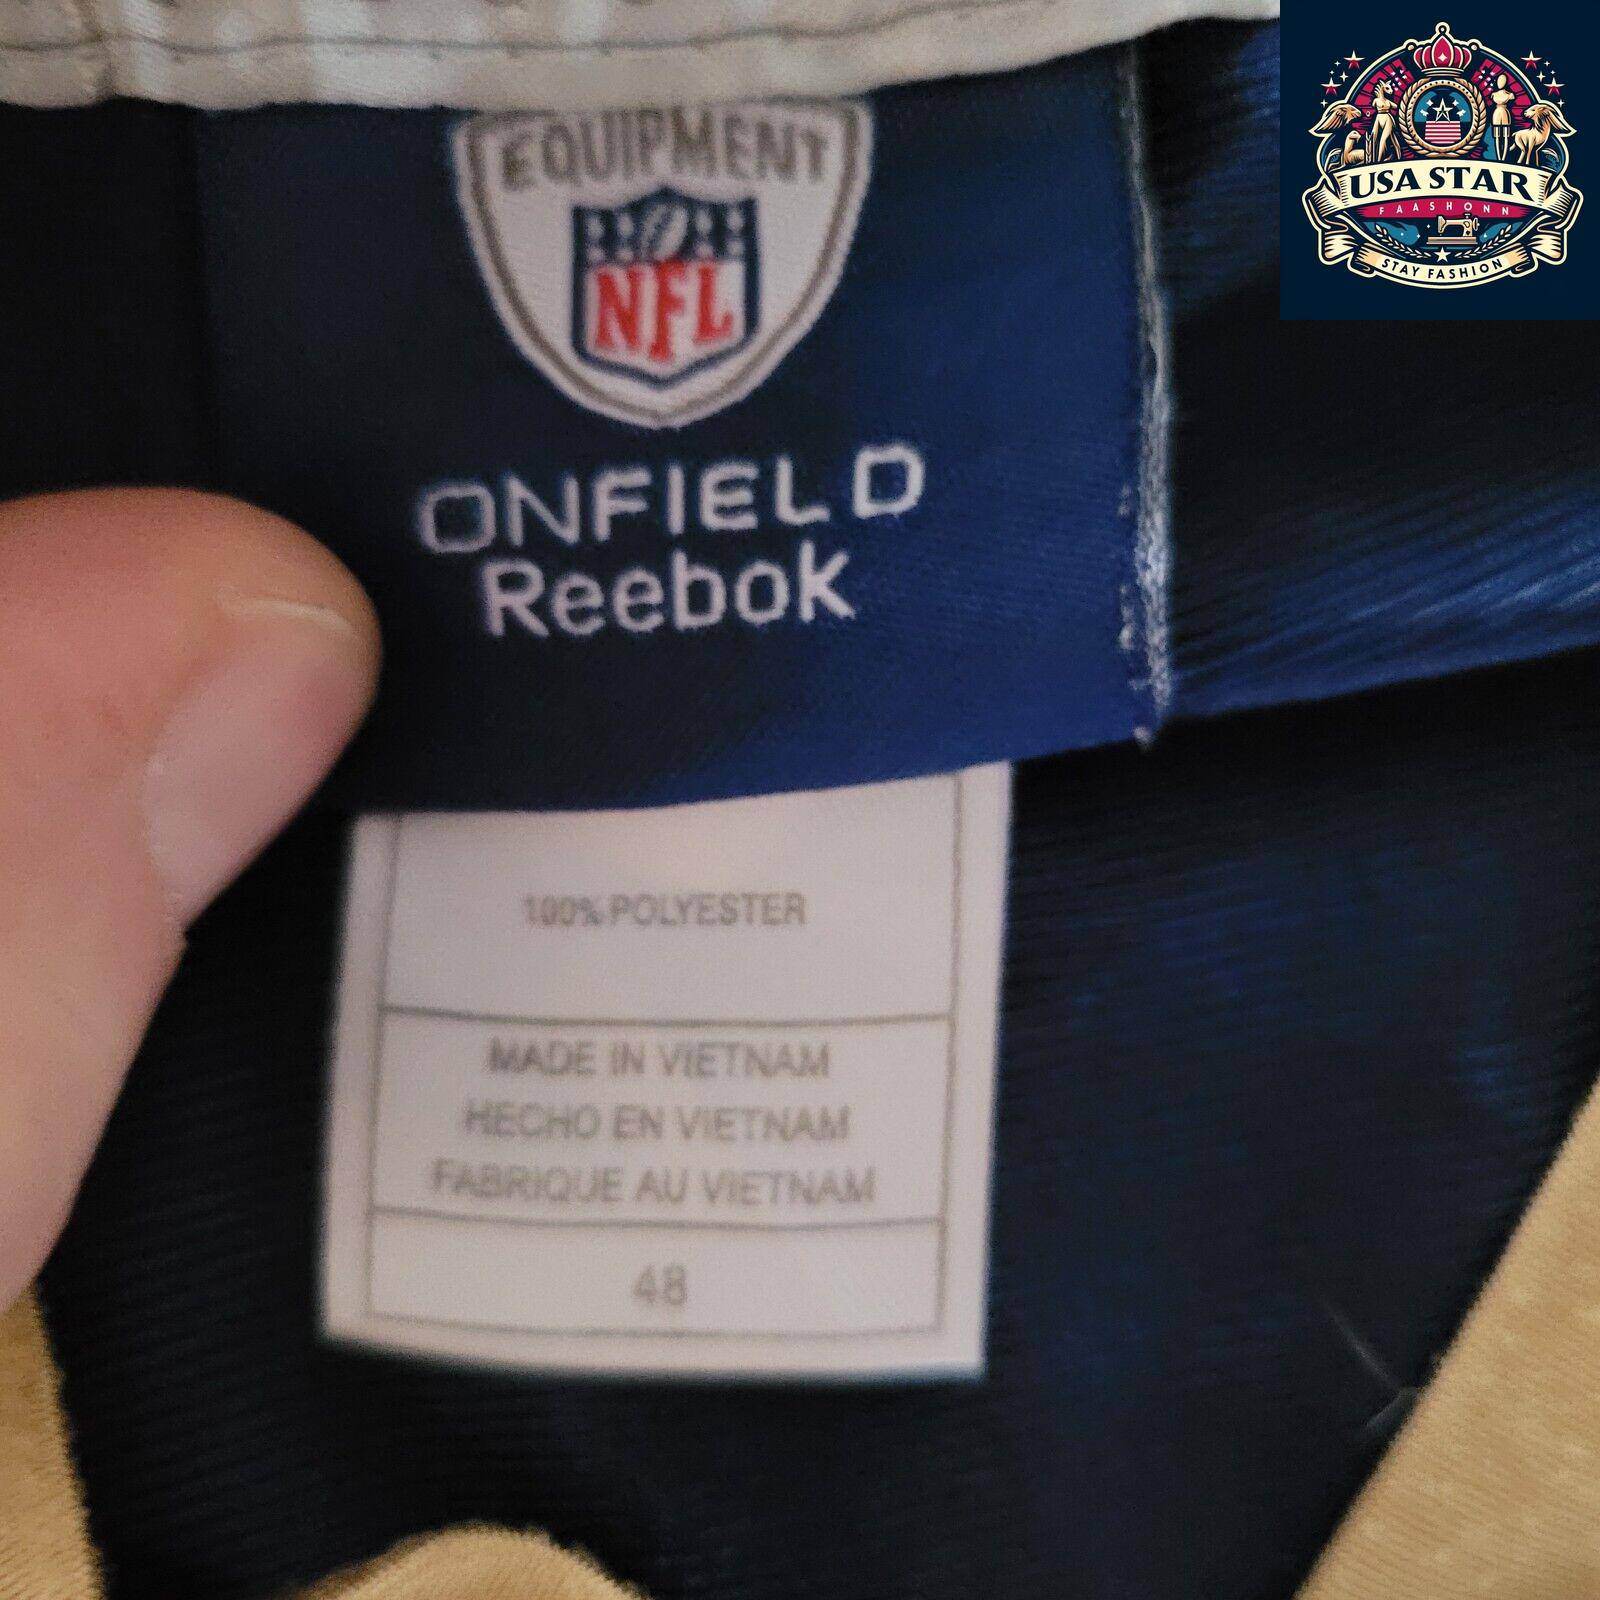 EQUIPMENT
NFL
ONFIELD
Reebok
100% POLYESTER
MADE IN VIETNAM
HECHO EN VIETNAM
FABRIQUE AU VIETNAM
48
USA STAR
FAASHONN
STAY FASHION